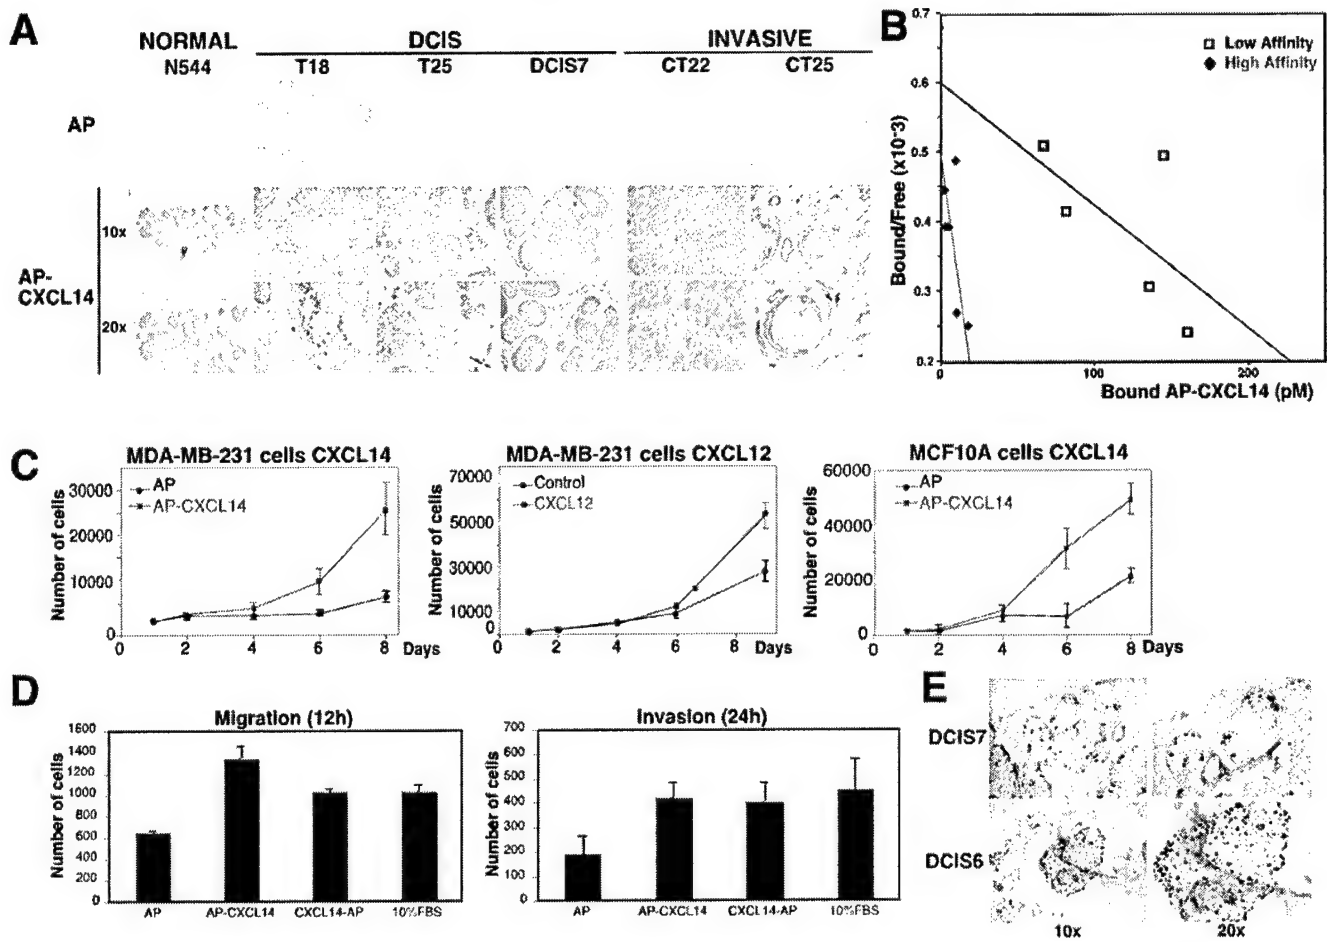 A
NORMAL
DCIS
INVASIVE
N544
T18
T25
DCIS7
CT22
CT25
AP
10x
AP-
CXCL14
20x
B
0.7
0.6
0.5
0.4
0.3
0.2
Bound/Free (x10⁻³)
Low Affinity
High Affinity
0
100
200
Bound AP-CXCL14 (pM)
C
MDA-MB-231 cells CXCL14
AP
AP-CXCL14
30000
20000
10000
0
Number of cells
0 2 4 6 8 Days
MDA-MB-231 cells CXCL12
Control
CXCL12
70000
50000
30000
10000
0
Number of cells
0 2 4 6 8 Days
MCF10A cells CXCL14
AP
AP-CXCL14
60000
40000
20000
0
Number of cells
0 2 4 6 8 Days
D
Migration (12h)
1600
1400
1200
1000
800
600
400
200
0
Number of cells
AP AP-CXCL14 CXCL14-AP 10%FBS
Invasion (24h)
700
600
500
400
300
200
100
0
Number of cells
AP AP-CXCL14 CXCL14-AP 10%FBS
E
DCIS7
DCIS6
10x 20x